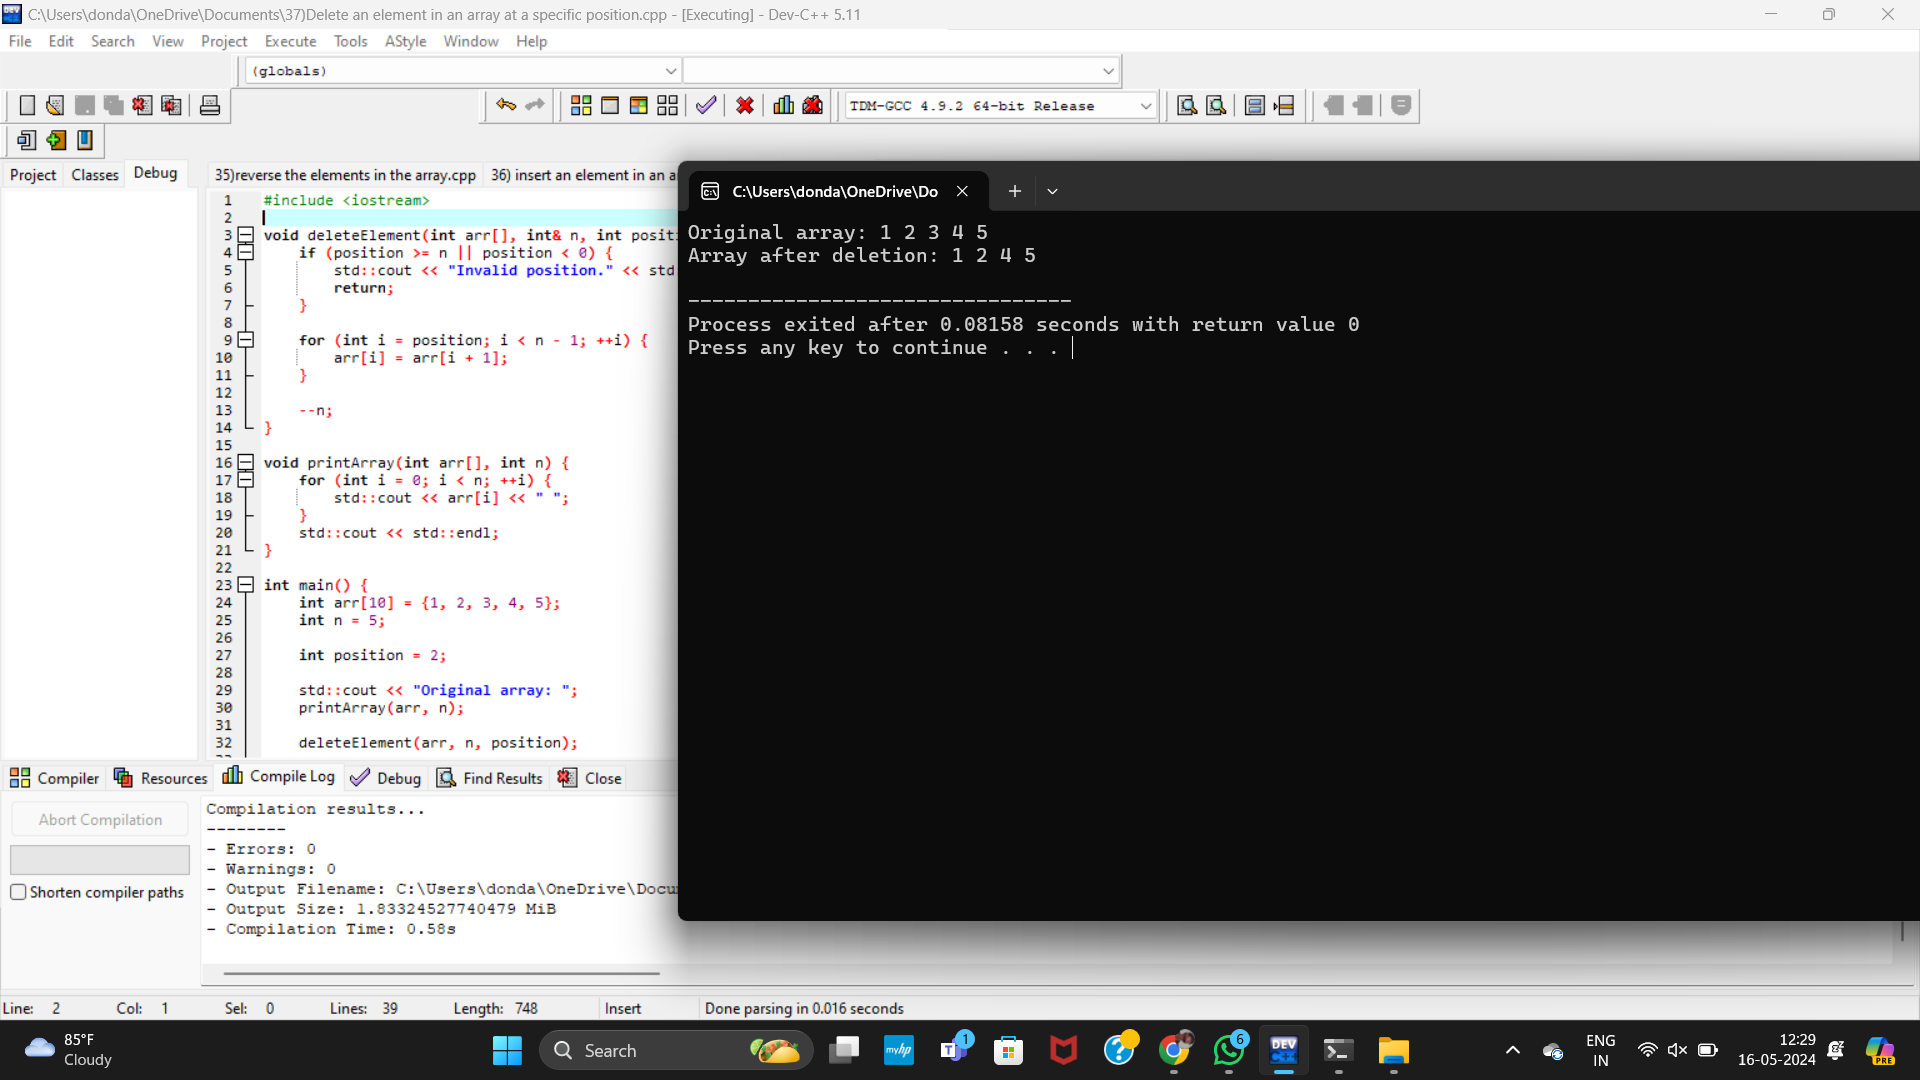 C:\Users\donda\OneDrive\Documents\37)Delete an element in an array at a specific position.cpp - [Executing] - Dev-C++ 5.11
File Edit Search View Project Execute Tools AStyle Window Help
(globals)
TDM-GCC 4.9.2 64-bit Release
Project Classes Debug
35)reverse the elements in the array.cpp 36) insert an element in an a
1 #include <iostream>
2
3 void deleteElement(int arr[], int& n, int positi
4 if (position >= n || position < 0) {
5 std::cout << "Invalid position." << std
6 return;
7 }
8
9 for (int i = position; i < n - 1; ++i) {
10 arr[i] = arr[i + 1];
11 }
12
13 --n;
14 }
15
16 void printArray(int arr[], int n) {
17 for (int i = 0; i < n; ++i) {
18 std::cout << arr[i] << " ";
19 }
20 std::cout << std::endl;
21 }
22
23 int main() {
24 int arr[10] = {1, 2, 3, 4, 5};
25 int n = 5;
26
27 int position = 2;
28
29 std::cout << "Original array: ";
30 printArray(arr, n);
31
32 deleteElement(arr, n, position);
C:\Users\donda\OneDrive\Do
Original array: 1 2 3 4 5
Array after deletion: 1 2 4 5
--------------------------------
Process exited after 0.08158 seconds with return value 0
Press any key to continue . . .
Compiler Resources Compile Log Debug Find Results Close
Abort Compilation
Shorten compiler paths
Compilation results...
--------
- Errors: 0
- Warnings: 0
- Output Filename: C:\Users\donda\OneDrive\Docu
- Output Size: 1.83324527740479 MiB
- Compilation Time: 0.58s
Line: 2 Col: 1 Sel: 0 Lines: 39 Length: 748 Insert Done parsing in 0.016 seconds
85°F
Cloudy
Search
myhp
1
6
DEV
C++
ENG
IN
12:29
16-05-2024
PRE